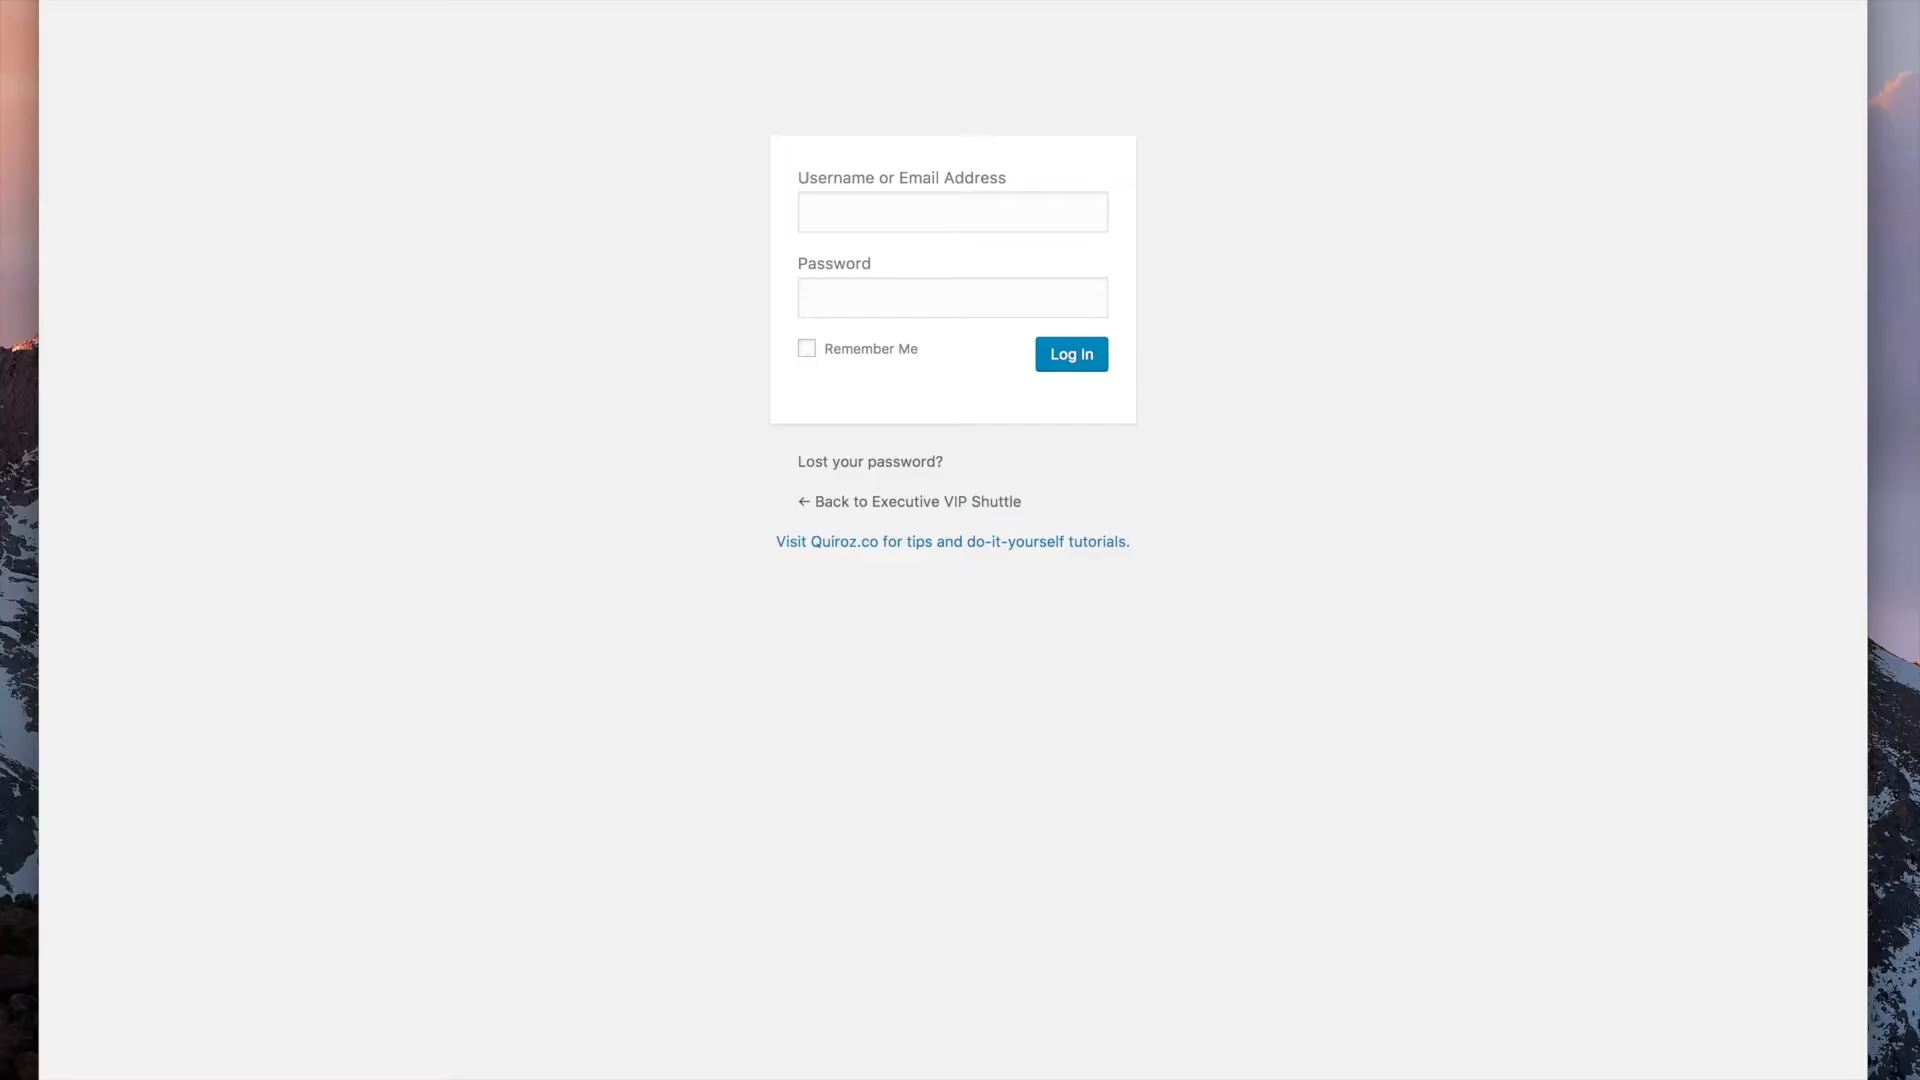 Username or Email Address
Password
Remember Me
Log In
Lost your password?
← Back to Executive VIP Shuttle
Visit Quiroz.co for tips and do-it-yourself tutorials.